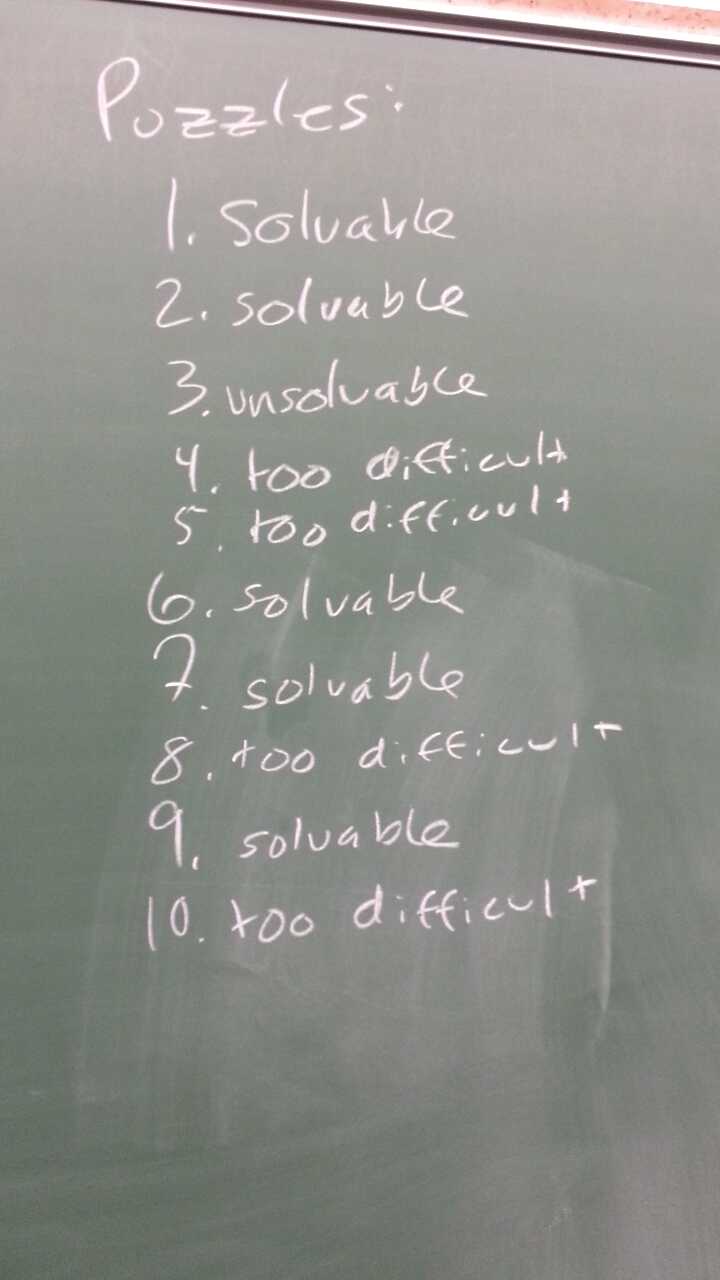 Puzzles:
1. solvable
2. solvable
3. unsolvable
4. too difficult
5. too difficult
6. solvable
7. solvable
8. too difficult
9. solvable
10. too difficult